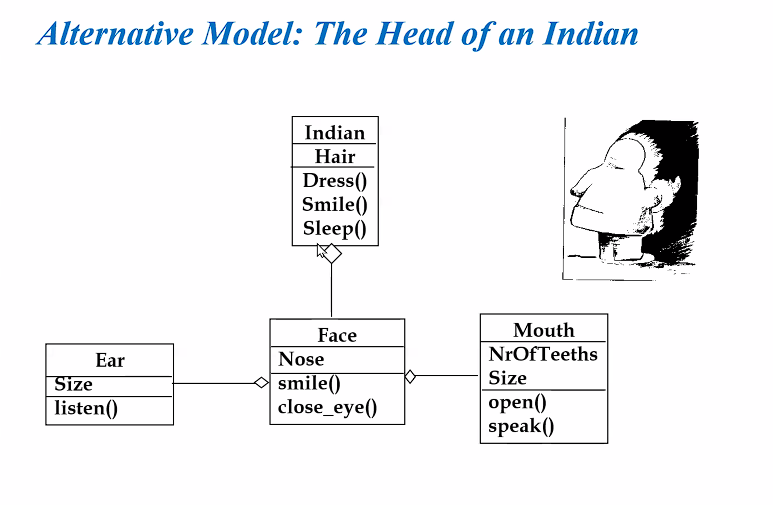 Alternative Model: The Head of an Indian
Indian
Hair
Dress()
Smile()
Sleep()
Ear
Size
listen()
Face
Nose
smile()
close_eye()
Mouth
NrOfTeeths
Size
open()
speak()